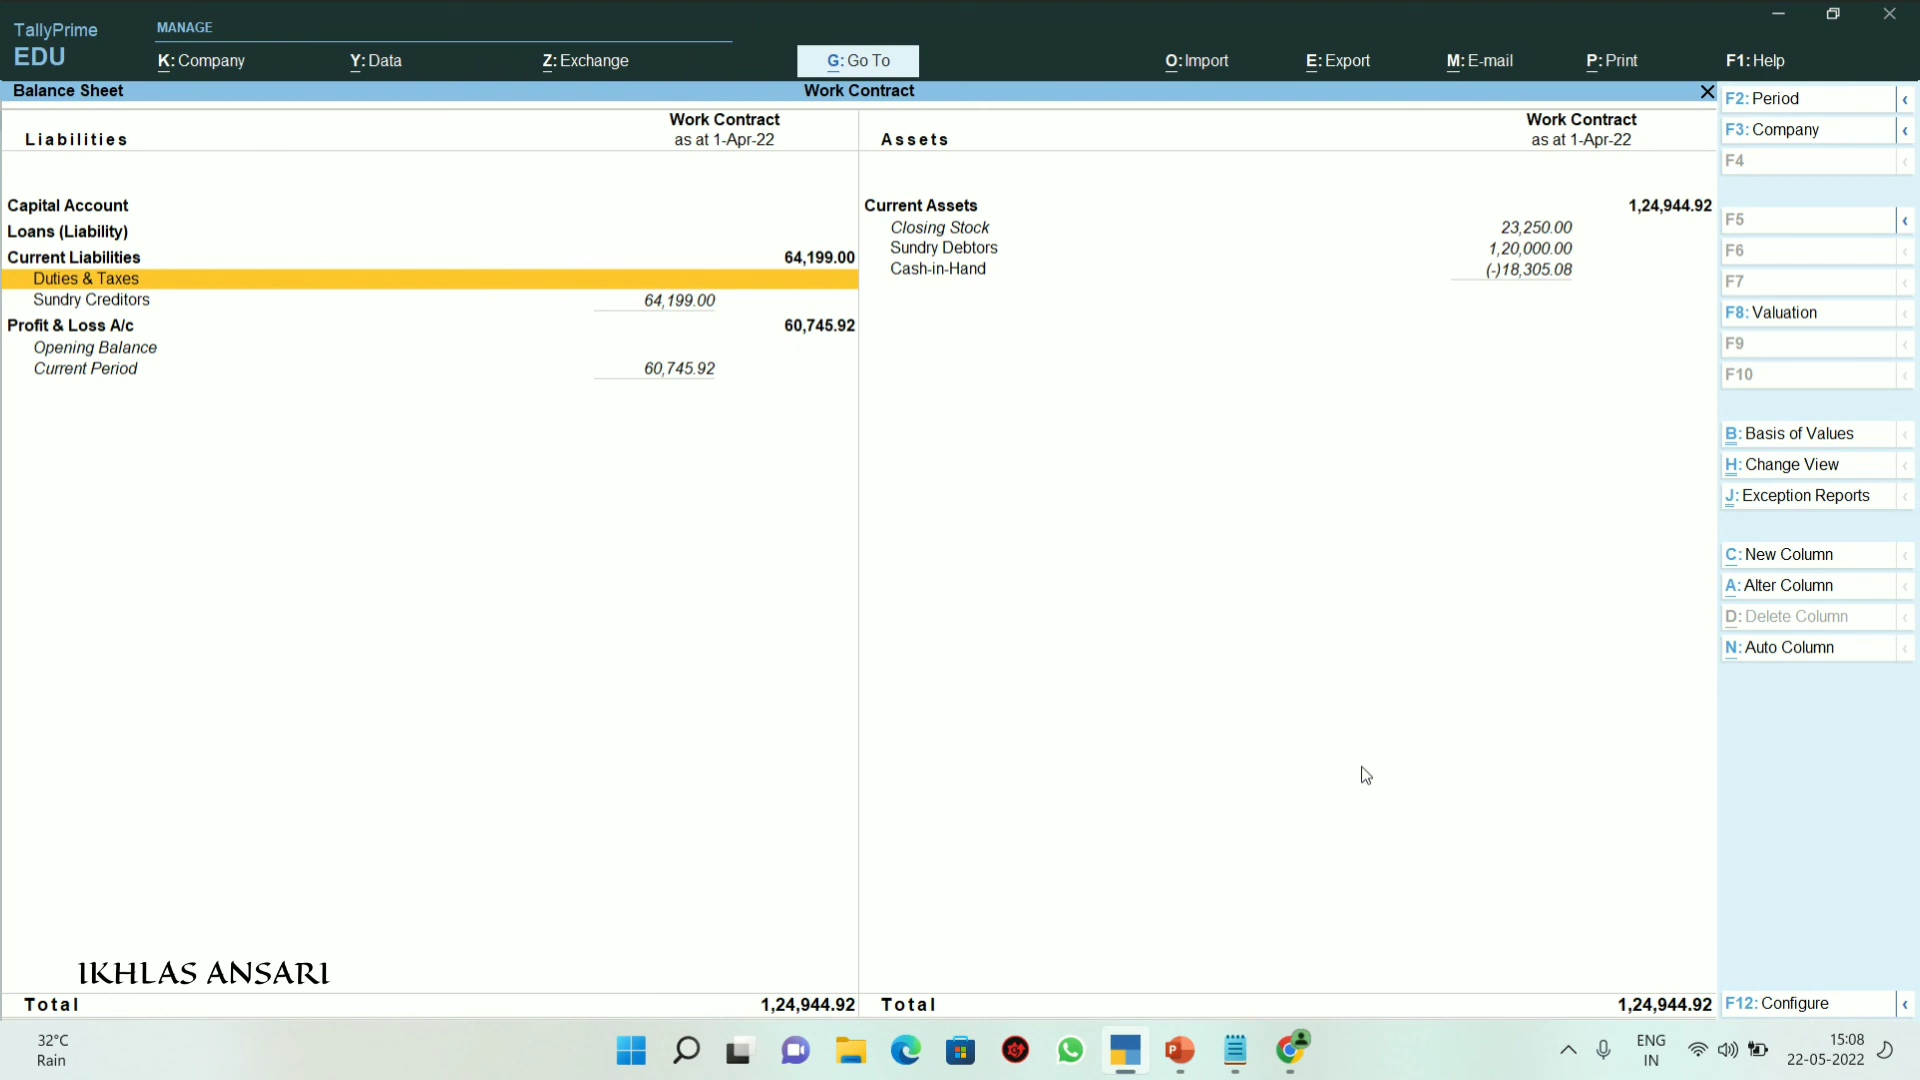 TallyPrime
EDU
MANAGE
K: Company
Y: Data
Z: Exchange
G: Go To
O: Import
E: Export
M: E-mail
P: Print
F1: Help
Balance Sheet
Work Contract
Liabilities
Work Contract
as at 1-Apr-22
Assets
Work Contract
as at 1-Apr-22
Capital Account
Loans (Liability)
Current Liabilities 64,199.00
Duties & Taxes
Sundry Creditors 64,199.00
Profit & Loss A/c 60,745.92
Opening Balance
Current Period 60,745.92
Current Assets 1,24,944.92
Closing Stock 23,250.00
Sundry Debtors 1,20,000.00
Cash-in-Hand (-)18,305.08
IKHLAS ANSARI
Total 1,24,944.92
Total 1,24,944.92
F2: Period
F3: Company
F4
F5
F6
F7
F8: Valuation
F9
F10
B: Basis of Values
H: Change View
J: Exception Reports
C: New Column
A: Alter Column
D: Delete Column
N: Auto Column
F12: Configure
32°C
Rain
ENG
IN
15:08
22-05-2022